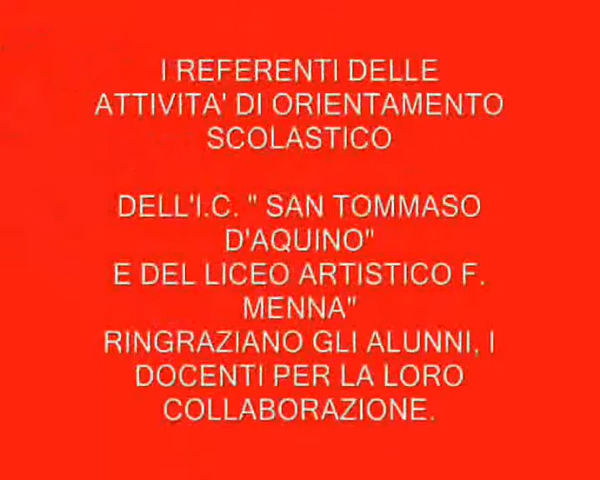 I REFERENTI DELLE
ATTIVITA' DI ORIENTAMENTO
SCOLASTICO
DELL'I.C. " SAN TOMMASO
D'AQUINO"
E DEL LICEO ARTISTICO F.
MENNA"
RINGRAZIANO GLI ALUNNI, I
DOCENTI PER LA LORO
COLLABORAZIONE.